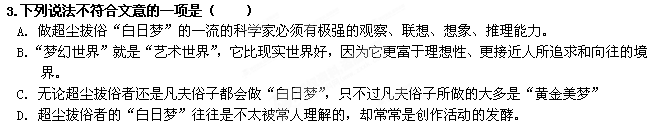 3.下列说法不符合文意的一项是（　　）
A. 做超尘拔俗“白日梦”的一流的科学家必须有极强的观察、联想、想象、推理能力。
B.“梦幻世界”就是“艺术世界”，它比现实世界好，因为它更富于理想性、更接近人所追求和向往的境
界。
C. 无论超尘拔俗者还是凡夫俗子都会做“白日梦”，只不过凡夫俗子所做的大多是“黄金美梦”
D. 超尘拔俗者的“白日梦”往往是不太被常人理解的，却常常是创作活动的发酵。